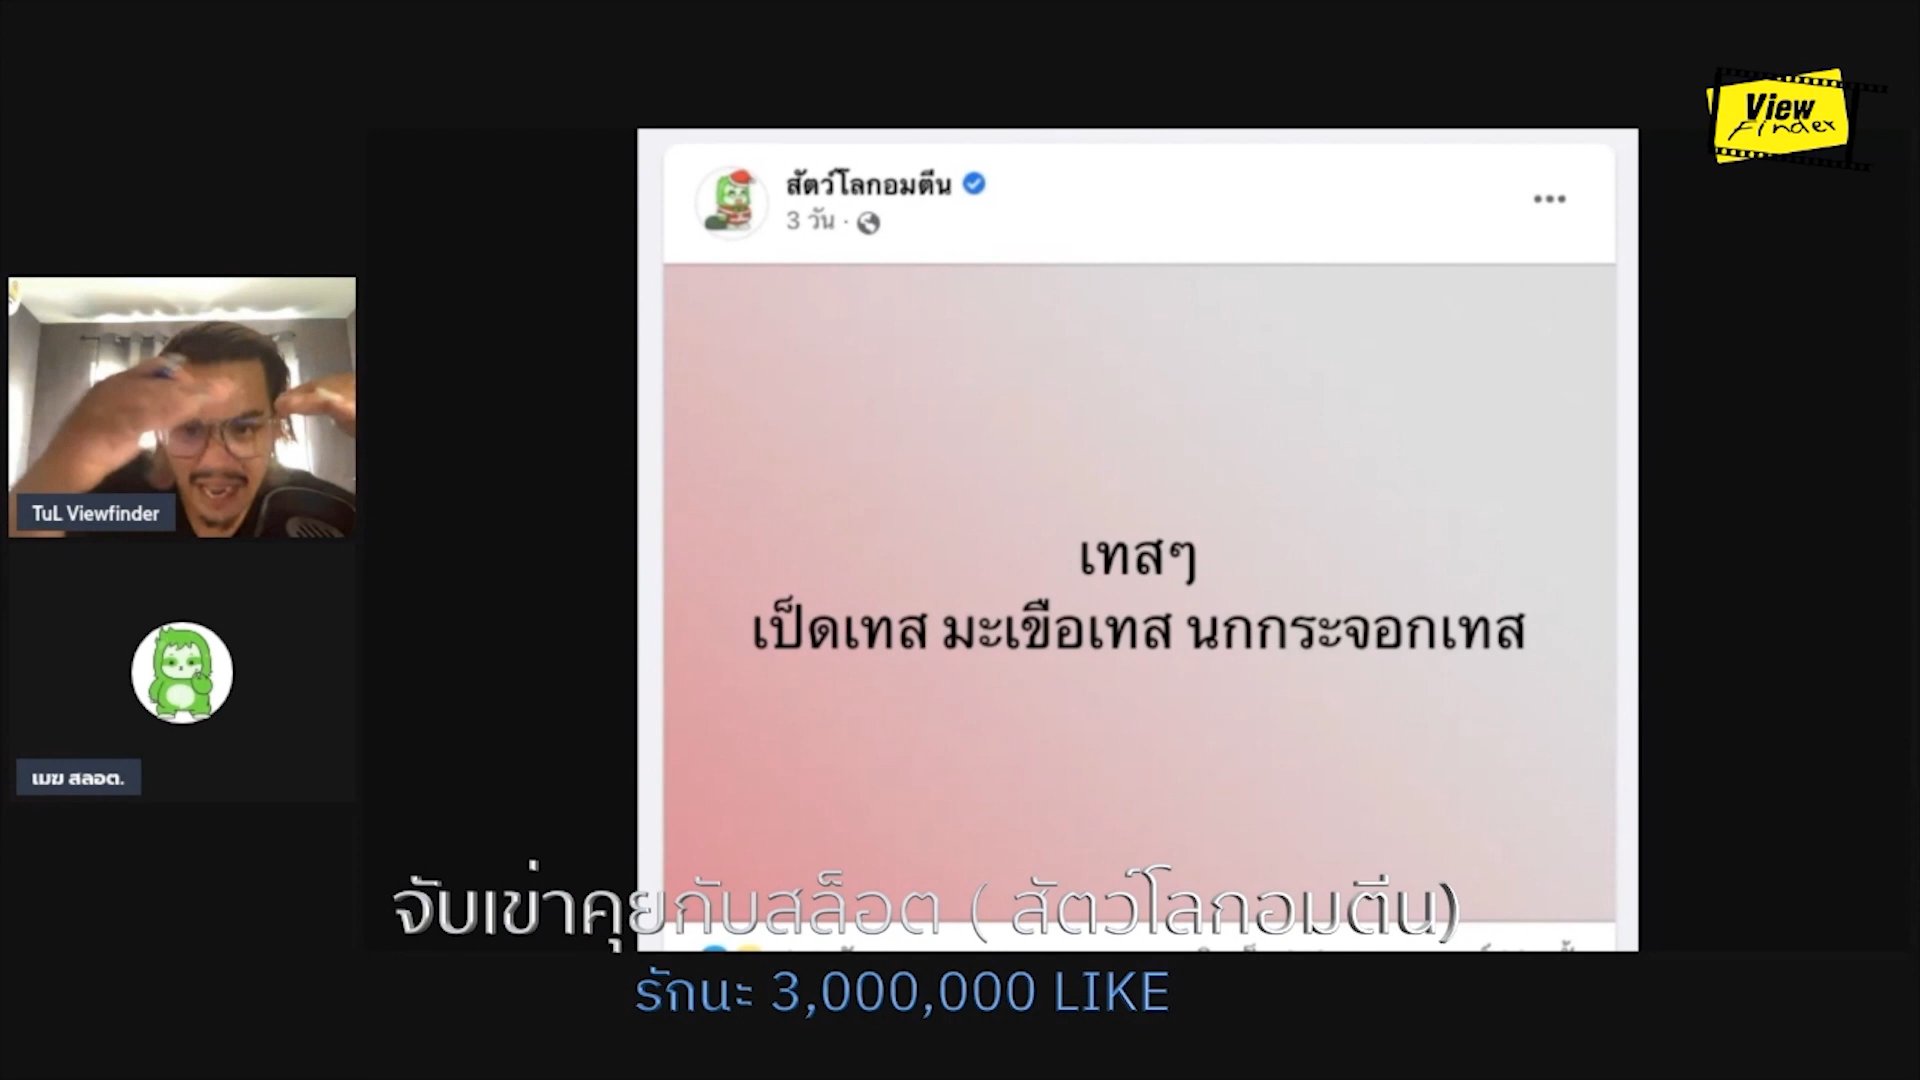 View
Finder
สัตว์โลกอมตีน
3 วัน ·
เทสๆ
เป็ดเทส มะเขือเทส นกกระจอกเทส
TuL Viewfinder
เมฆ สลอต.
จับเข่าคุยกับสล็อต ( สัตว์โลกอมตีน)
รักนะ 3,000,000 LIKE